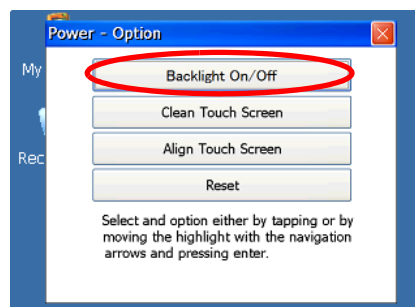 Power - Option
My
Backlight On/Off
Clean Touch Screen
Align Touch Screen
Rec
Reset
Select and option either by tapping or by
moving the highlight with the navigation
arrows and pressing enter.